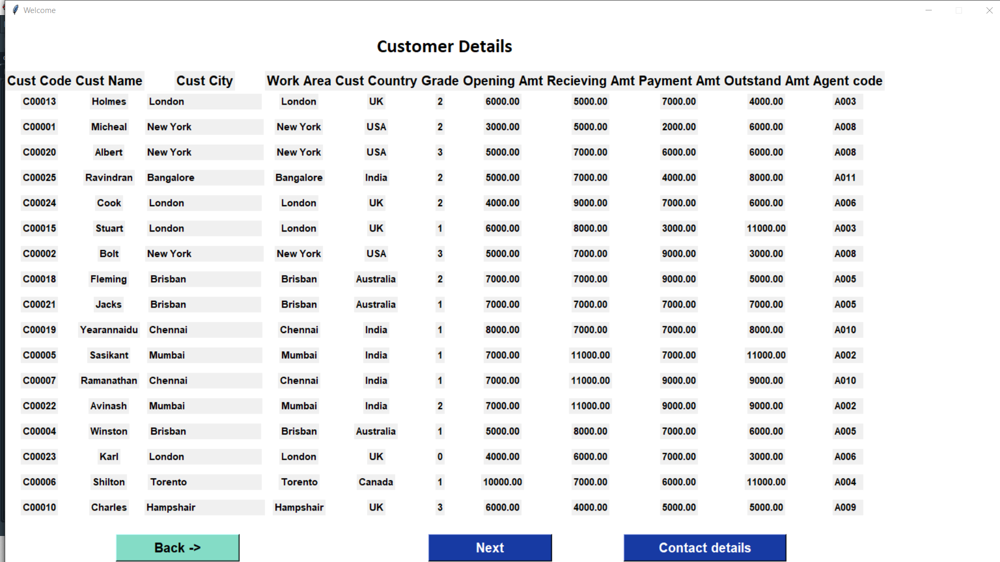 Welcome
Customer Details
Cust Code Cust Name Cust City Work Area Cust Country Grade Opening Amt Recieving Amt Payment Amt Outstand Amt Agent code
C00013 Holmes London London UK 2 6000.00 5000.00 7000.00 4000.00 A003
C00001 Micheal New York New York USA 2 3000.00 5000.00 2000.00 6000.00 A008
C00020 Albert New York New York USA 3 5000.00 7000.00 6000.00 6000.00 A008
C00025 Ravindran Bangalore Bangalore India 2 5000.00 7000.00 4000.00 8000.00 A011
C00024 Cook London London UK 2 4000.00 9000.00 7000.00 6000.00 A006
C00015 Stuart London London UK 1 6000.00 8000.00 3000.00 11000.00 A003
C00002 Bolt New York New York USA 3 5000.00 7000.00 9000.00 3000.00 A008
C00018 Fleming Brisban Brisban Australia 2 7000.00 7000.00 9000.00 5000.00 A005
C00021 Jacks Brisban Brisban Australia 1 7000.00 7000.00 7000.00 7000.00 A005
C00019 Yearannaidu Chennai Chennai India 1 8000.00 7000.00 7000.00 8000.00 A010
C00005 Sasikant Mumbai Mumbai India 1 7000.00 11000.00 7000.00 11000.00 A002
C00007 Ramanathan Chennai Chennai India 1 7000.00 11000.00 9000.00 9000.00 A010
C00022 Avinash Mumbai Mumbai India 2 7000.00 11000.00 9000.00 9000.00 A002
C00004 Winston Brisban Brisban Australia 1 5000.00 8000.00 7000.00 6000.00 A005
C00023 Karl London London UK 0 4000.00 6000.00 7000.00 3000.00 A006
C00006 Shilton Torento Torento Canada 1 10000.00 7000.00 6000.00 11000.00 A004
C00010 Charles Hampshair Hampshair UK 3 6000.00 4000.00 5000.00 5000.00 A009
Back -> Next Contact details